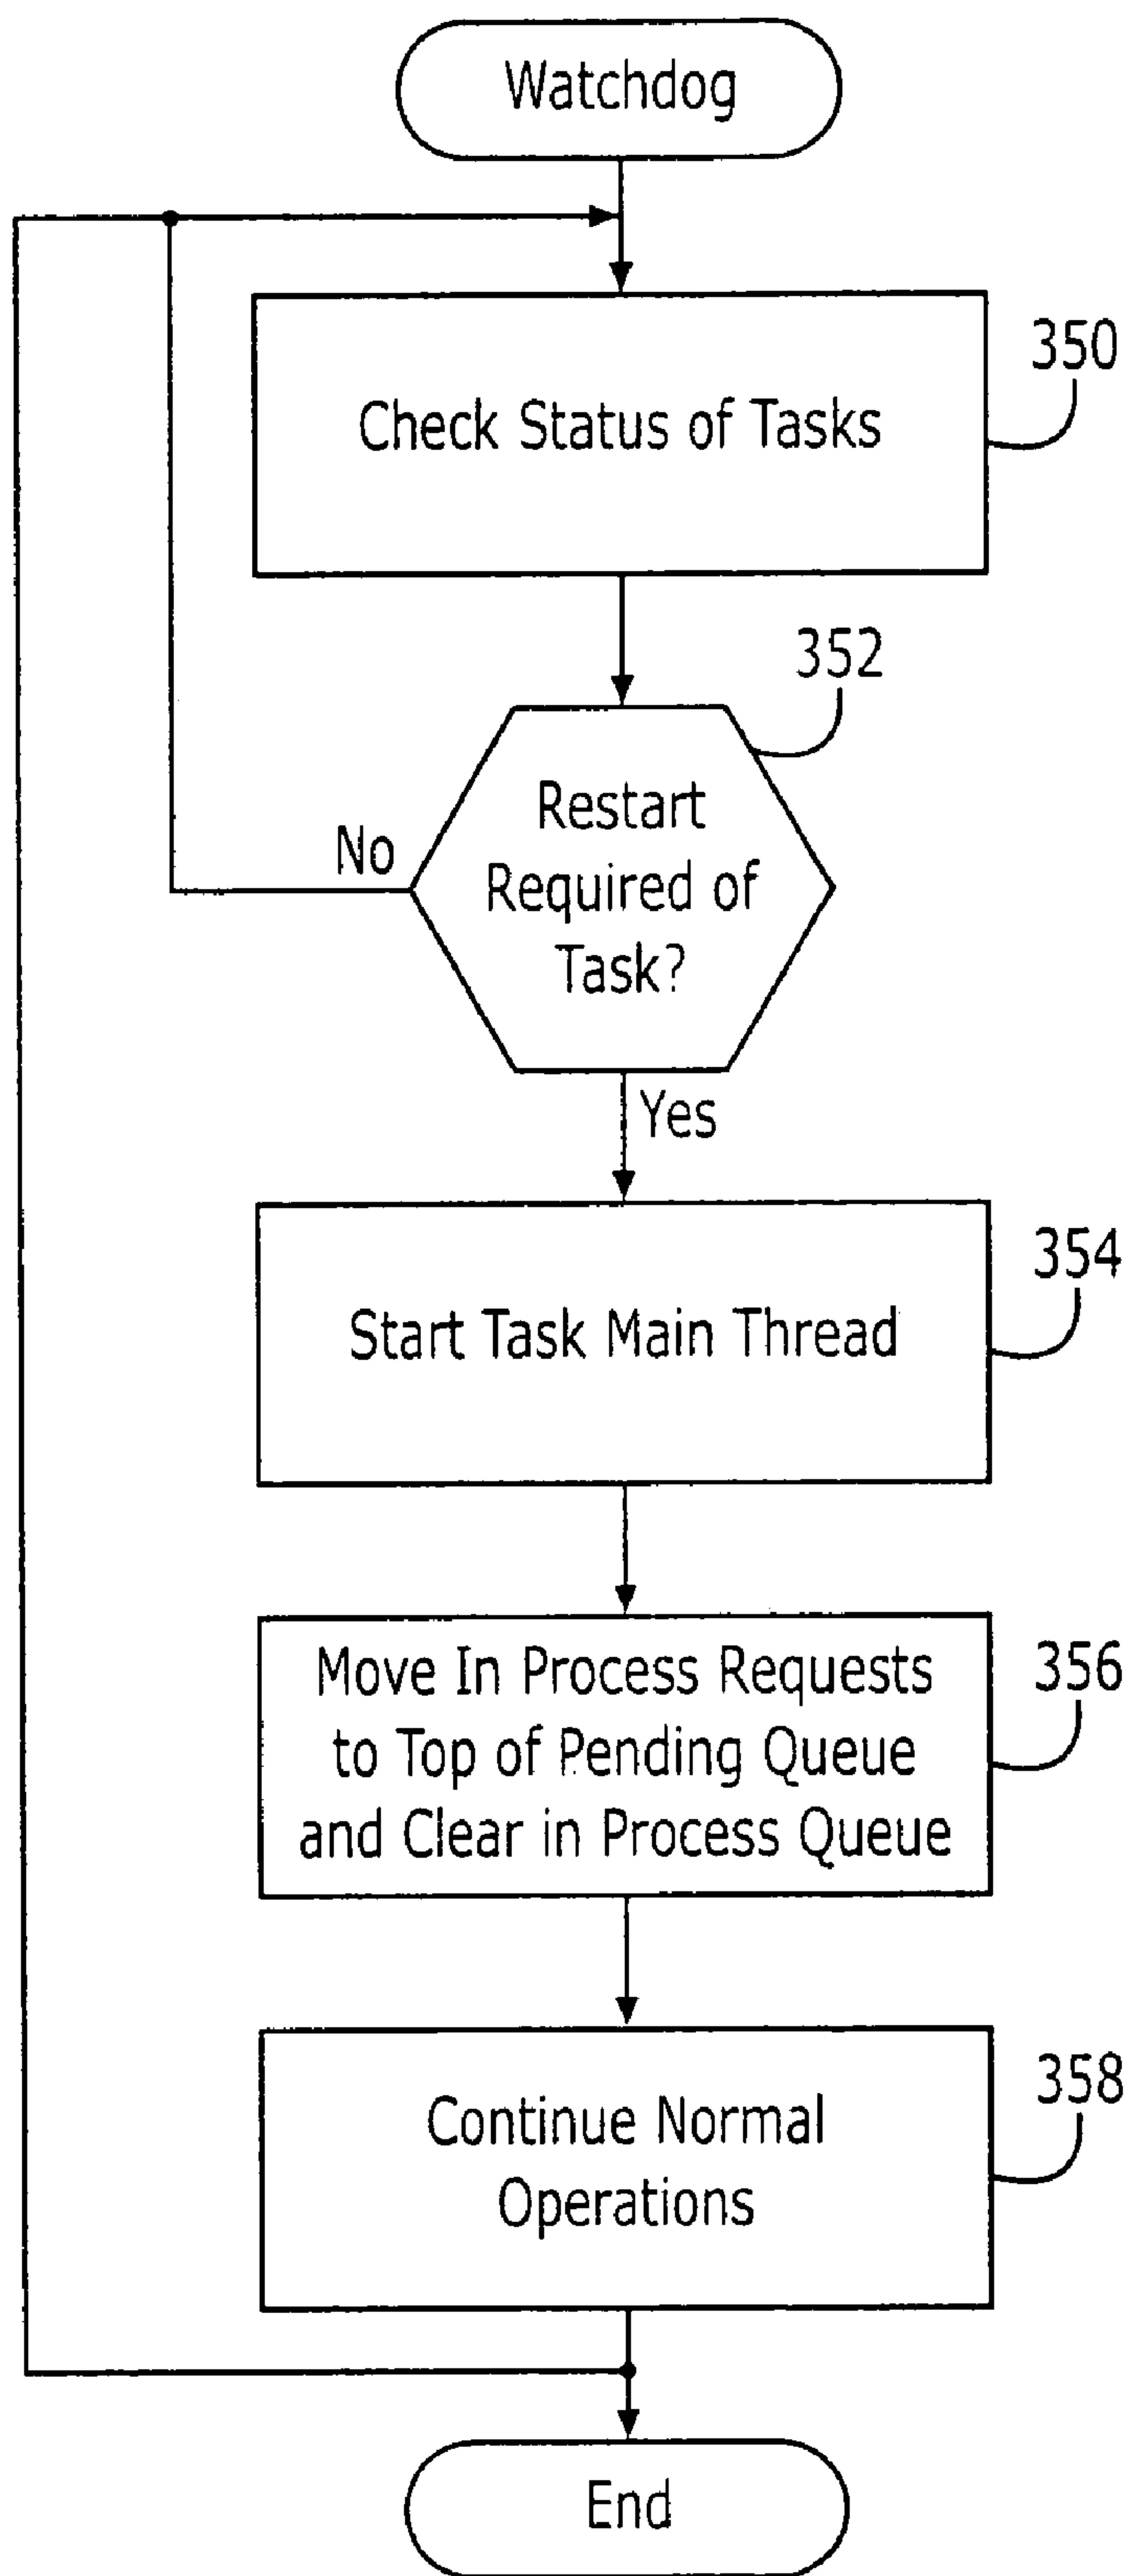 Watchdog
350
Check Status of Tasks
352
Restart
Required of
Task?
No
Yes
354
Start Task Main Thread
356
Move In Process Requests
to Top of Pending Queue
and Clear in Process Queue
358
Continue Normal
Operations
End